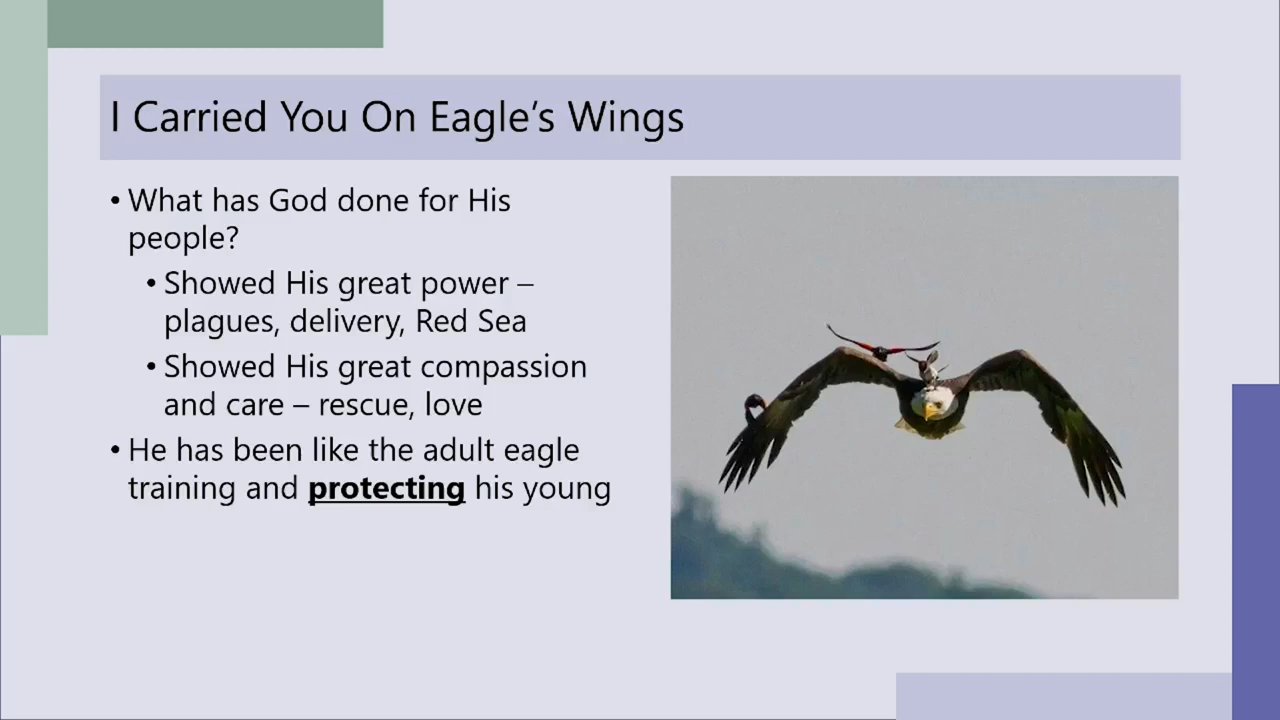 I Carried You On Eagle’s Wings
• What has God done for His
people?
• Showed His great power –
plagues, delivery, Red Sea
• Showed His great compassion
and care – rescue, love
• He has been like the adult eagle
training and protecting his young